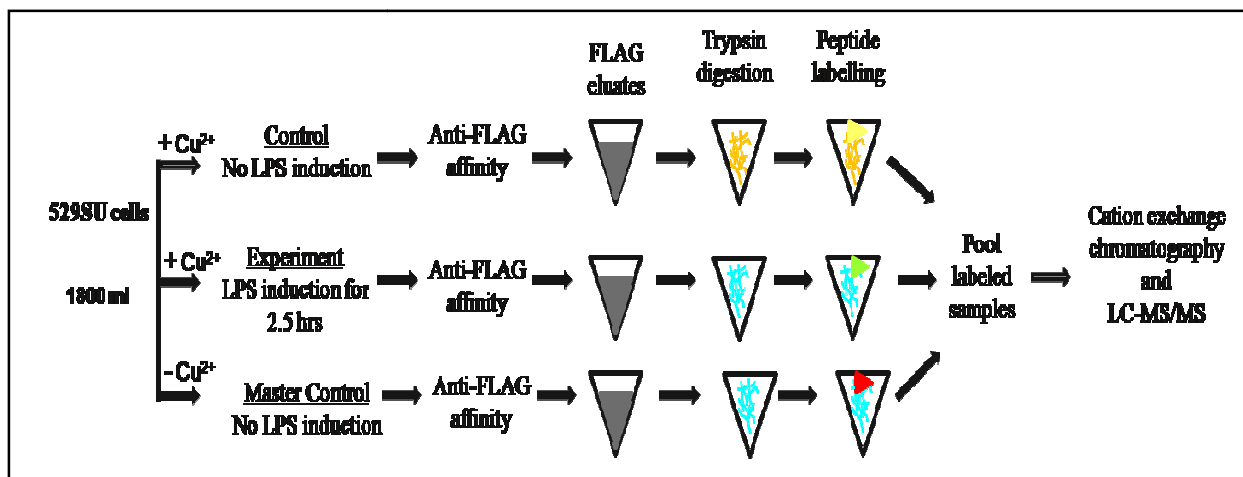 FLAG
eluates
Trypsin
digestion
Peptide
labelling
+Cu²⁺
Control
No LPS induction
Anti-FLAG
affinity
529SU cells
1800 ml
+Cu²⁺
Experiment
LPS induction for
2.5 hrs
Anti-FLAG
affinity
Pool
labeled
samples
Cation exchange
chromatography
and
LC-MS/MS
-Cu²⁺
Master Control
No LPS induction
Anti-FLAG
affinity